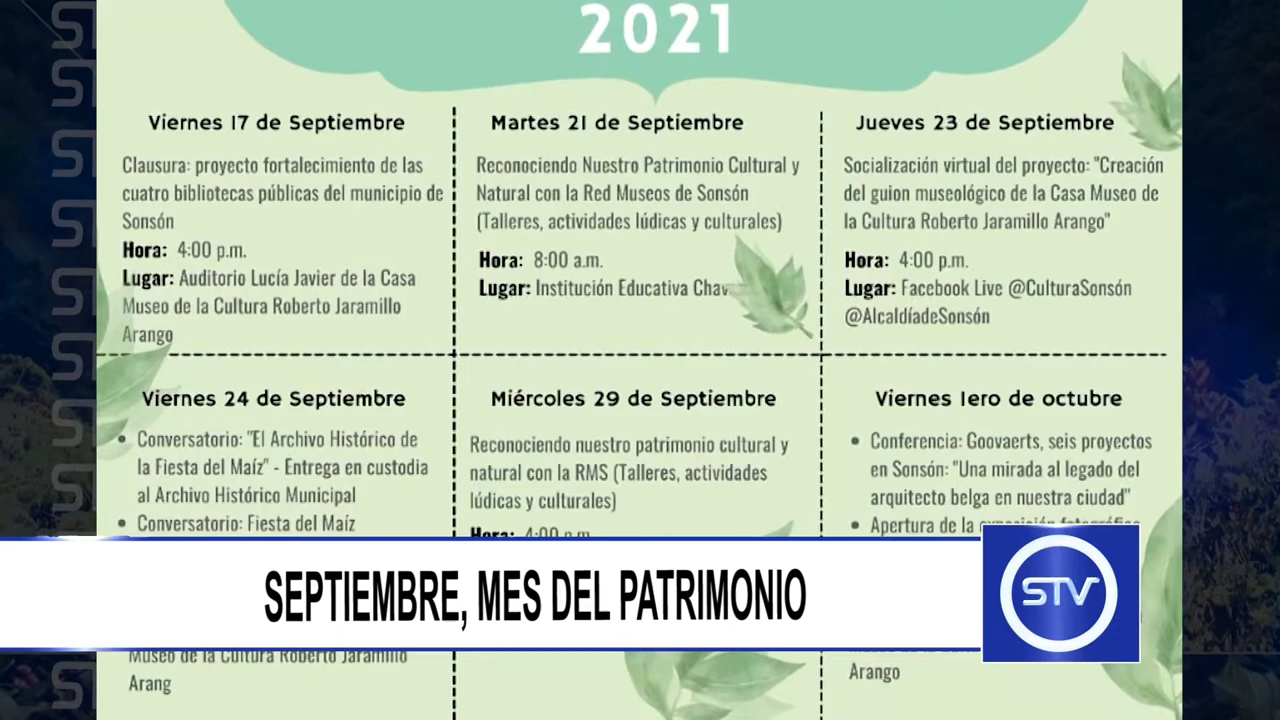 2021
Viernes 17 de Septiembre
Clausura: proyecto fortalecimiento de las
cuatro bibliotecas públicas del municipio de
Sonsón
Hora: 4:00 p.m.
Lugar: Auditorio Lucía Javier de la Casa
Museo de la Cultura Roberto Jaramillo
Arango
Martes 21 de Septiembre
Reconociendo Nuestro Patrimonio Cultural y
Natural con la Red Museos de Sonsón
(Talleres, actividades lúdicas y culturales)
Hora: 8:00 a.m.
Lugar: Institución Educativa
Jueves 23 de Septiembre
Socialización virtual del proyecto: "Creación
del guion museológico de la Casa Museo de
la Cultura Roberto Jaramillo Arango"
Hora: 4:00 p.m.
Lugar: Facebook Live @CulturaSonsón
@AlcaldíadeSonsón
Viernes 24 de Septiembre
• Conversatorio: "El Archivo Histórico de
la Fiesta del Maíz" - Entrega en custodia
al Archivo Histórico Municipal
• Conversatorio: Fiesta del Maíz
Museo de la Cultura Roberto Jaramillo
Arang
Miércoles 29 de Septiembre
Reconociendo nuestro patrimonio cultural y
natural con la RMS (Talleres, actividades
lúdicas y culturales)
Hora: 4:00 p.m.
Viernes 1ero de octubre
• Conferencia: Goovaerts, seis proyectos
en Sonsón: "Una mirada al legado del
arquitecto belga en nuestra ciudad"
• Apertura de la exposición fotográfica
Arango
SEPTIEMBRE, MES DEL PATRIMONIO
STV